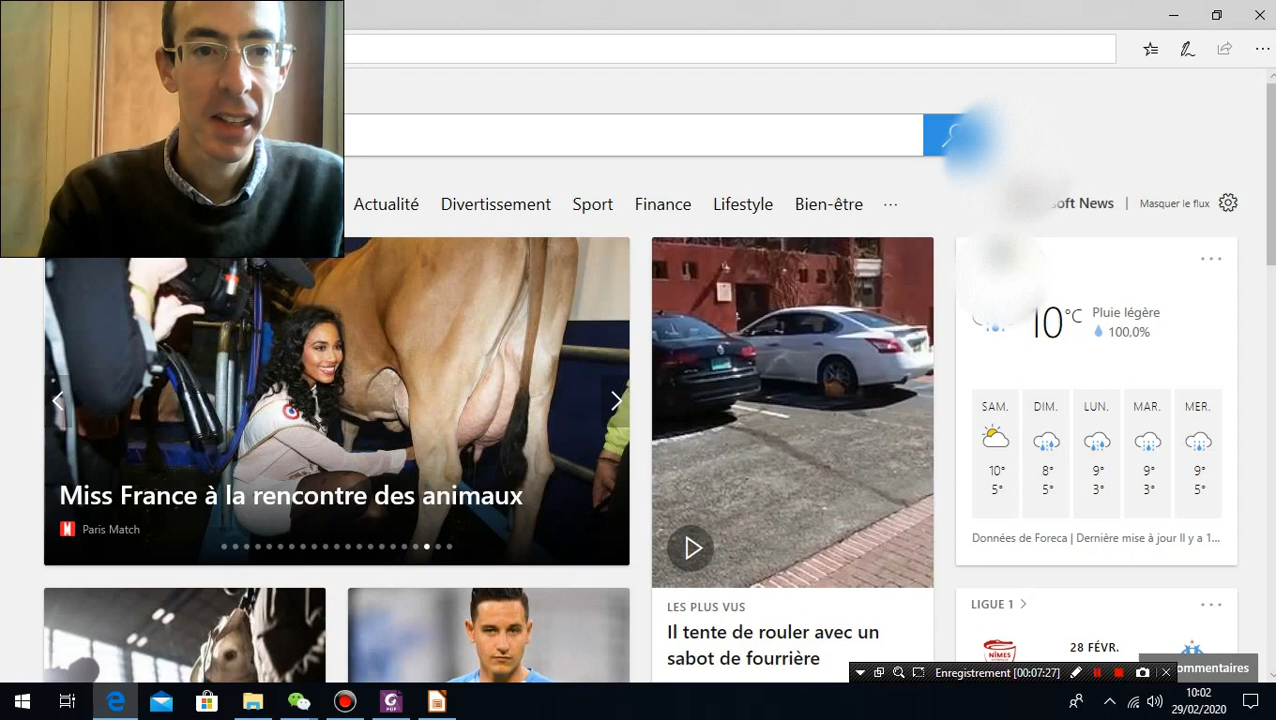 Actualité Divertissement Sport Finance Lifestyle Bien-être ...
soft News | Masquer le flux
Miss France à la rencontre des animaux
Paris Match
LES PLUS VUS
Il tente de rouler avec un
sabot de fourrière
10 °C
Pluie légère
100,0%
SAM. DIM. LUN. MAR. MER.
10° 8° 9° 9° 9°
5° 5° 3° 3° 5°
Données de Foreca | Dernière mise à jour Il y a 1...
LIGUE 1
28 FÉVR.
NÎMES
ommentaires
Enregistrement [00:07:27]
PDF
10:02
29/02/2020